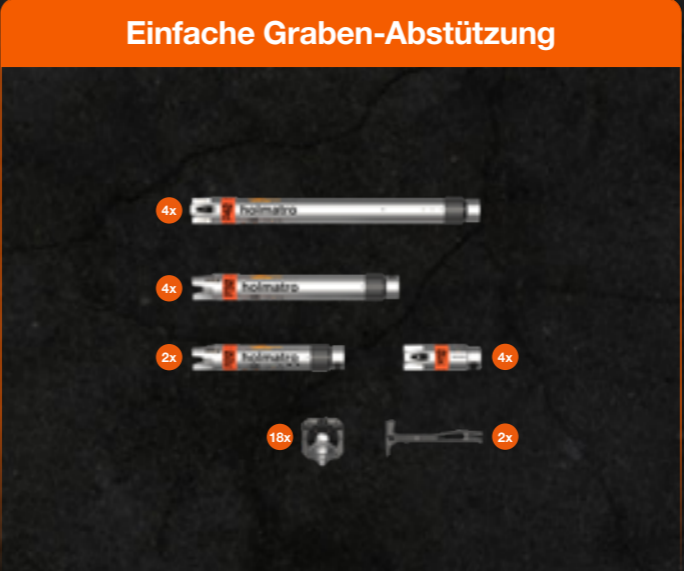 Einfache Graben-Abstützung
4x
holmatro
4x
holmatro
2x
holmatro
4x
18x
2x